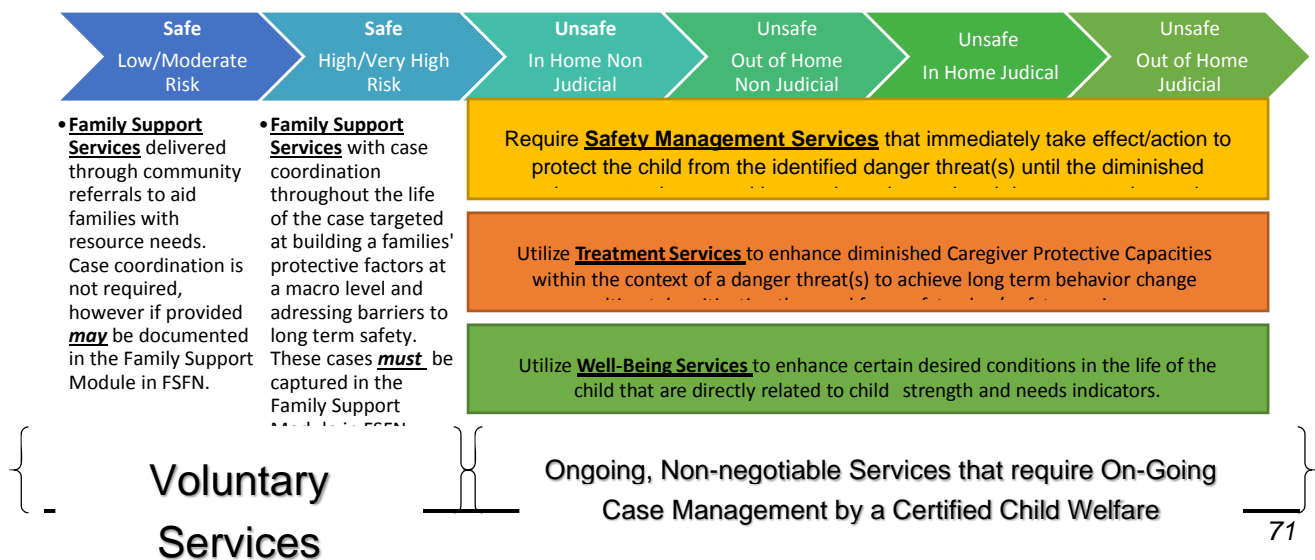 Safe
Low/Moderate
Risk
Safe
High/Very High
Risk
Unsafe
In Home Non
Judicial
Unsafe
Out of Home
Non Judicial
Unsafe
In Home Judical
Unsafe
Out of Home
Judicial
• Family Support
Services delivered
through community
referrals to aid
families with
resource needs.
Case coordination is
not required,
however if provided
may be documented
in the Family Support
Module in FSFN.
• Family Support
Services with case
coordination
throughout the life
of the case targeted
at building a families'
protective factors at
a macro level and
adressing barriers to
long term safety.
These cases must be
captured in the
Family Support
Require Safety Management Services that immediately take effect/action to
protect the child from the identified danger threat(s) until the diminished
Utilize Treatment Services to enhance diminished Caregiver Protective Capacities
within the context of a danger threat(s) to achieve long term behavior change
Utilize Well-Being Services to enhance certain desired conditions in the life of the
child that are directly related to child strength and needs indicators.
Voluntary
Services
Ongoing, Non-negotiable Services that require On-Going
Case Management by a Certified Child Welfare
71